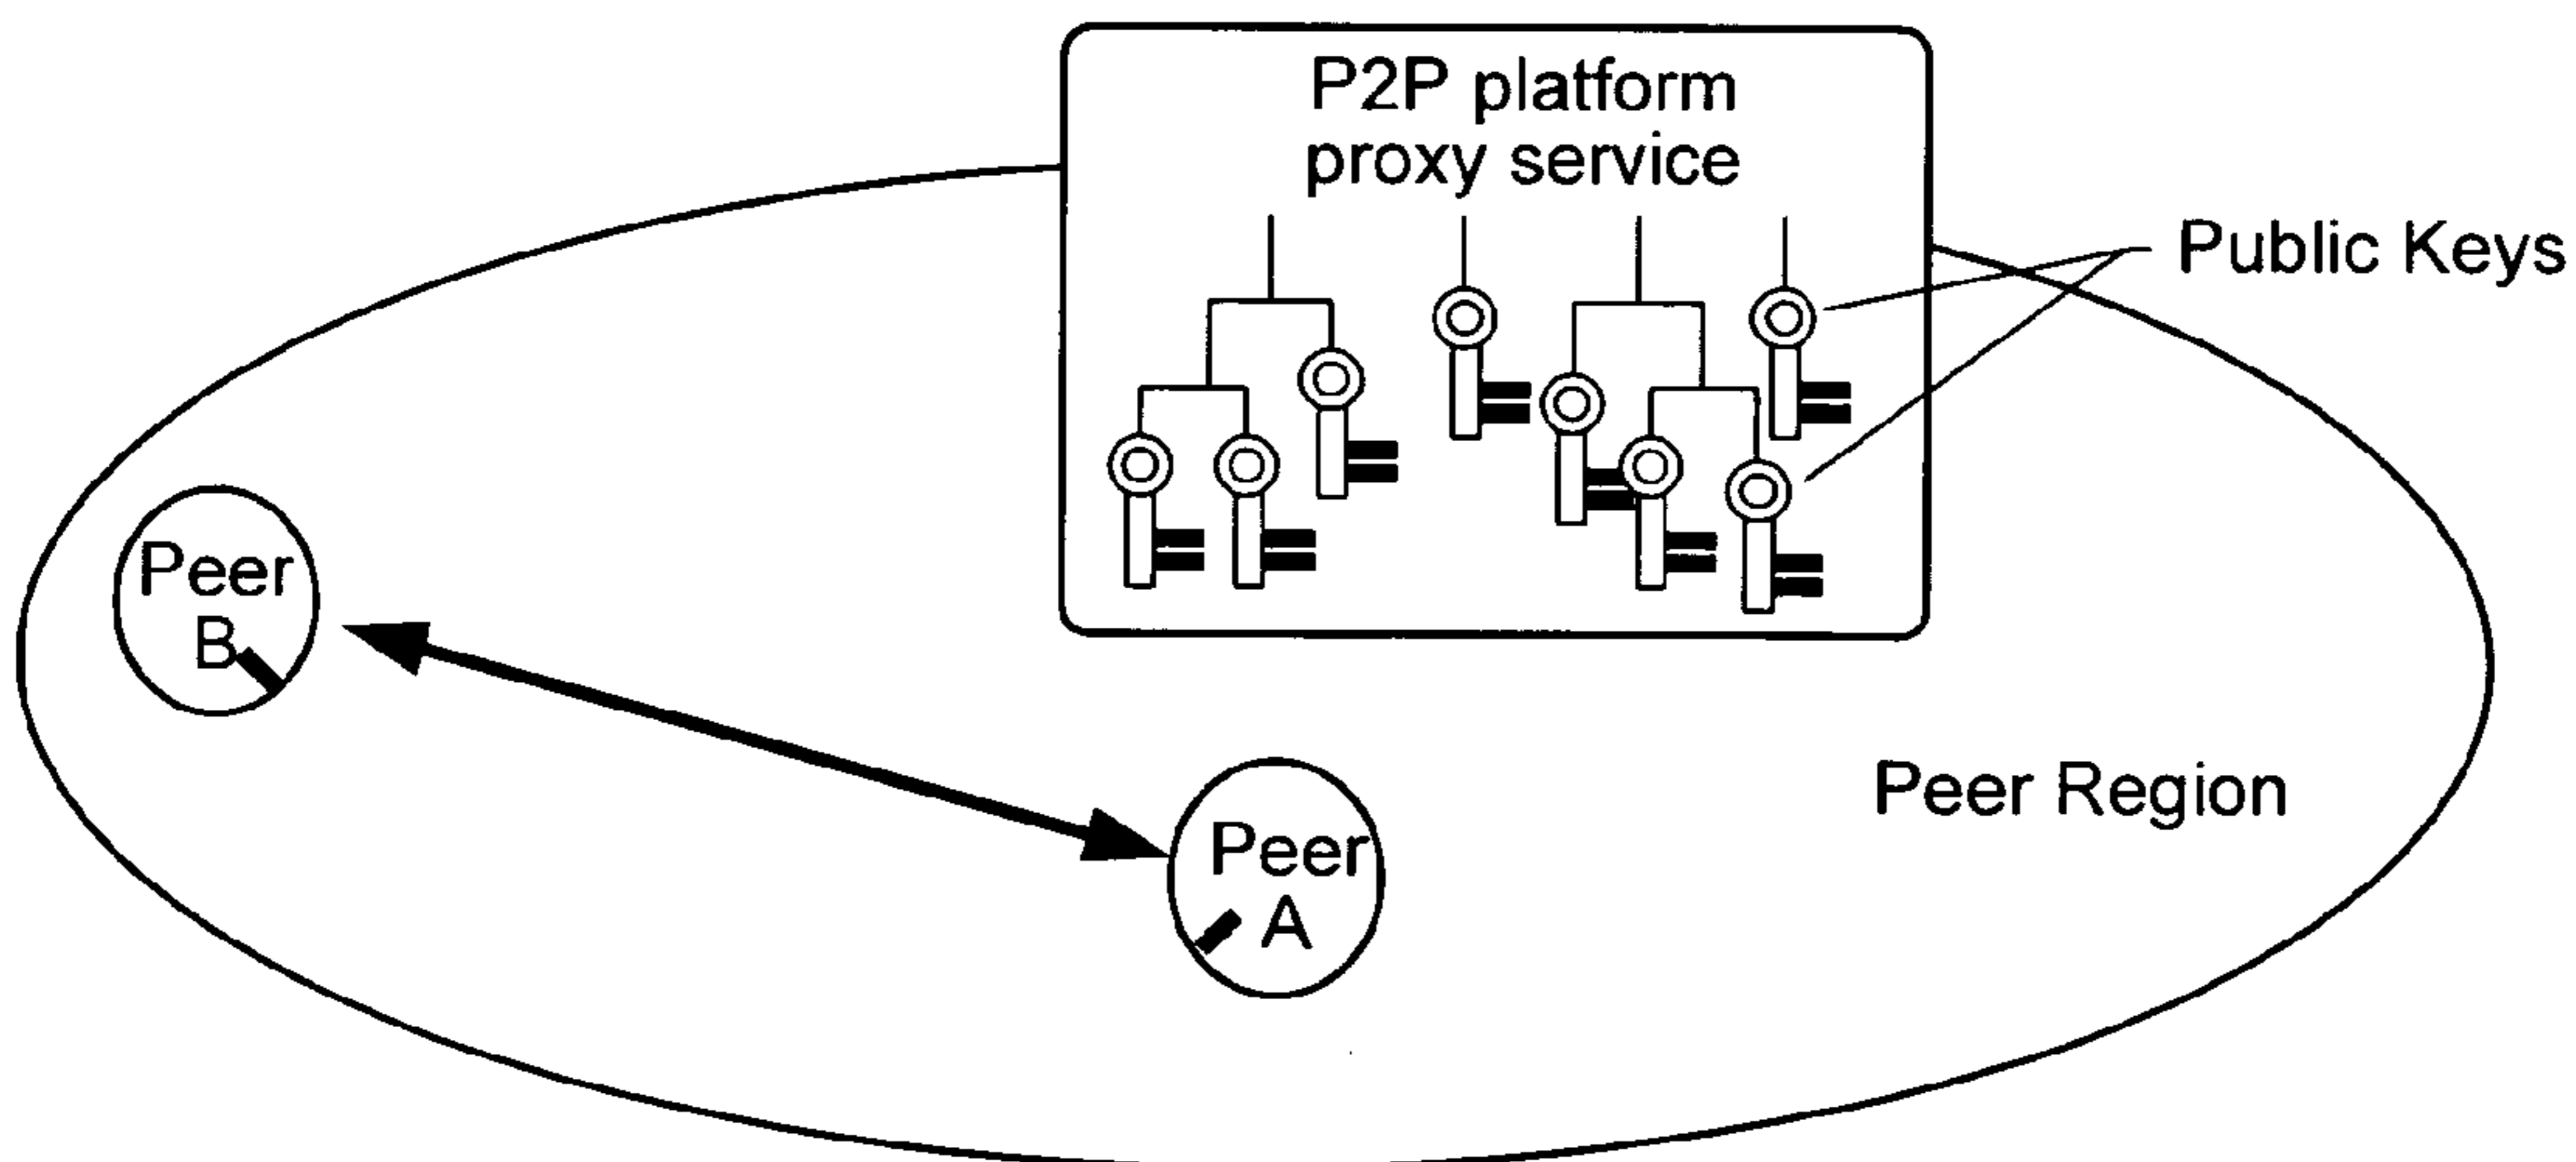 P2P platform
proxy service
Public Keys
Peer
B
Peer
A
Peer Region